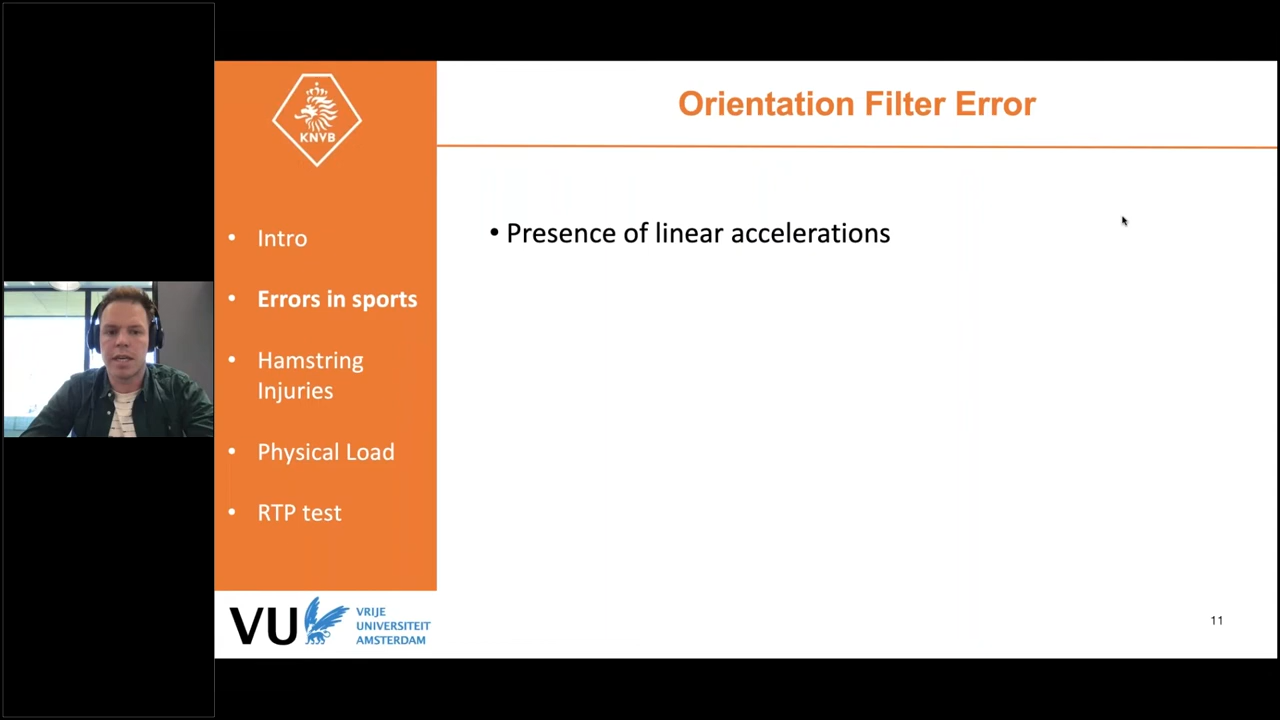 KNVB
Orientation Filter Error
• Intro
• Errors in sports
• Hamstring
Injuries
• Physical Load
• RTP test
• Presence of linear accelerations
VU
VRIJE
UNIVERSITEIT
AMSTERDAM
11